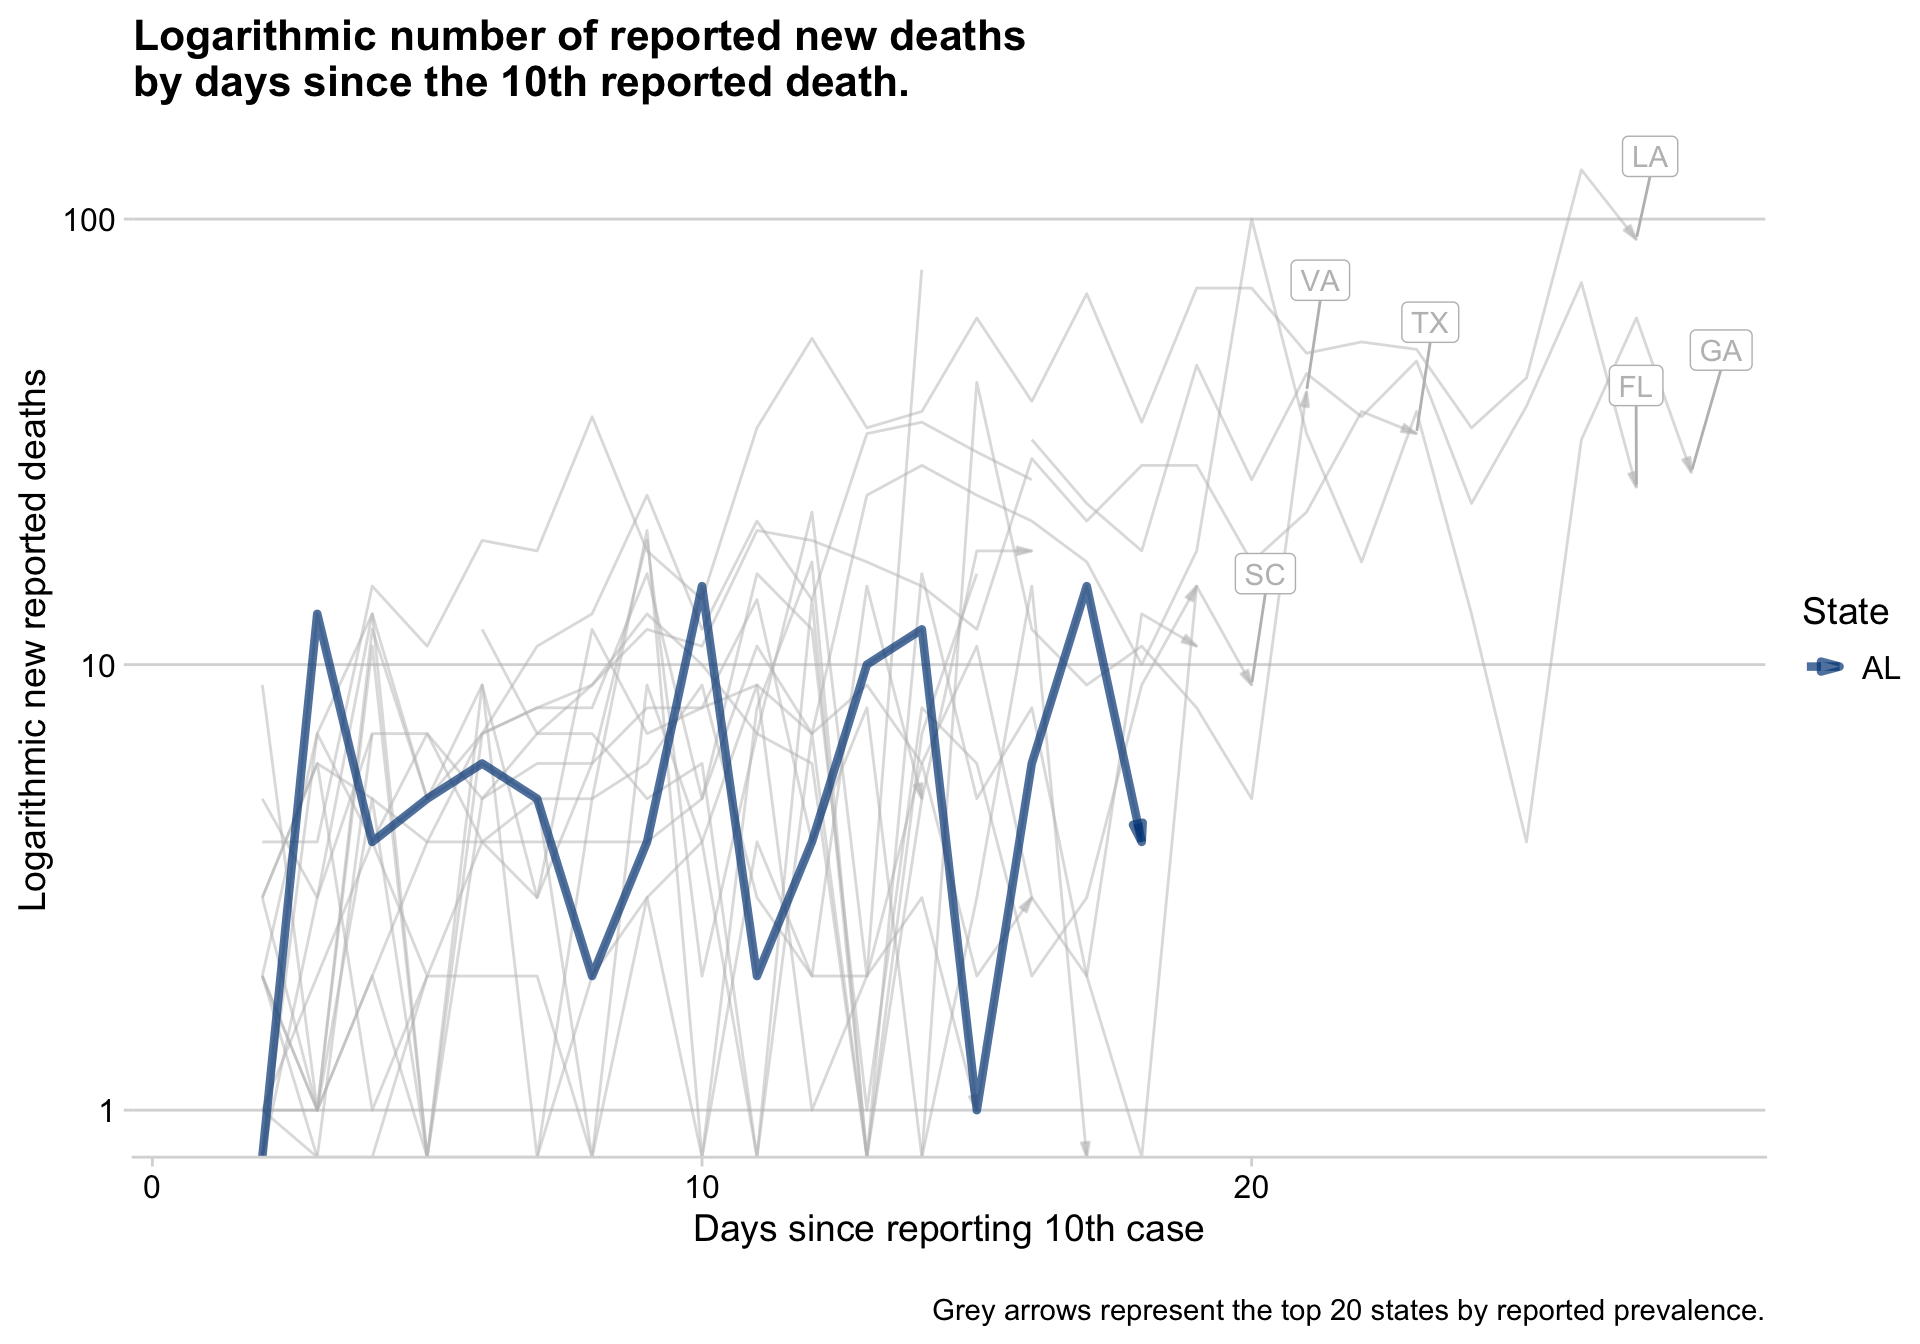 Logarithmic number of reported new deaths
by days since the 10th reported death.
LA
100
VA
TX
GA
FL
SC
State
AL
10
1
Logarithmic new reported deaths
0
10
20
Days since reporting 10th case
Grey arrows represent the top 20 states by reported prevalence.